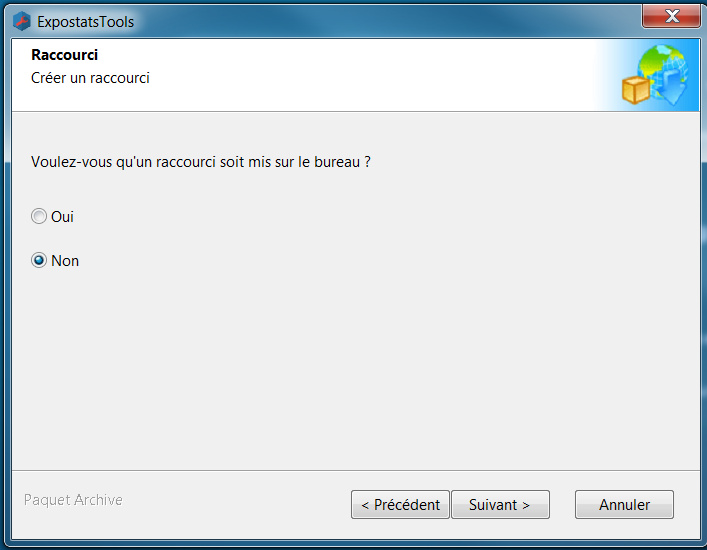 ExpostatsTools
Raccourci
Créer un raccourci
Voulez-vous qu'un raccourci soit mis sur le bureau ?
Oui
Non
Paquet Archive
< Précédent
Suivant >
Annuler